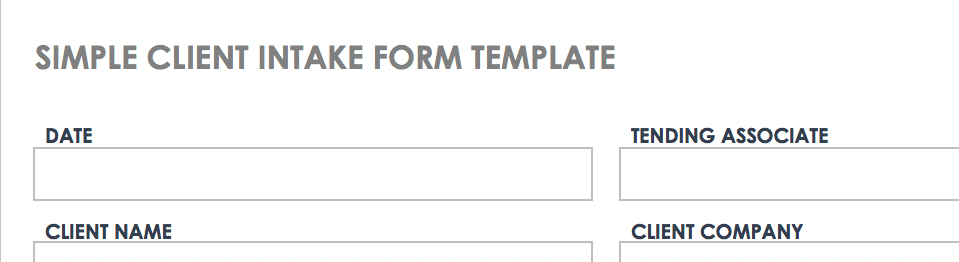 SIMPLE CLIENT INTAKE FORM TEMPLATE
DATE
TENDING ASSOCIATE
CLIENT NAME
CLIENT COMPANY